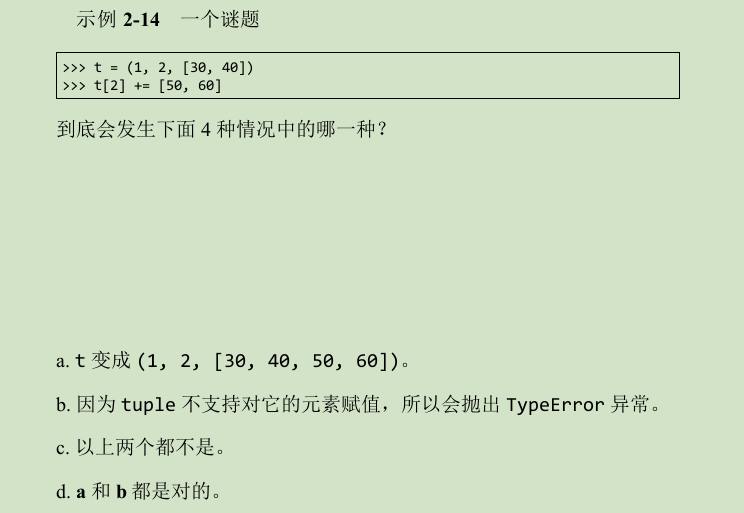 示例 2-14 一个谜题
>>> t = (1, 2, [30, 40])
>>> t[2] += [50, 60]
到底会发生下面 4 种情况中的哪一种？
a. t 变成 (1, 2, [30, 40, 50, 60])。
b. 因为 tuple 不支持对它的元素赋值，所以会抛出 TypeError 异常。
c. 以上两个都不是。
d. a 和 b 都是对的。